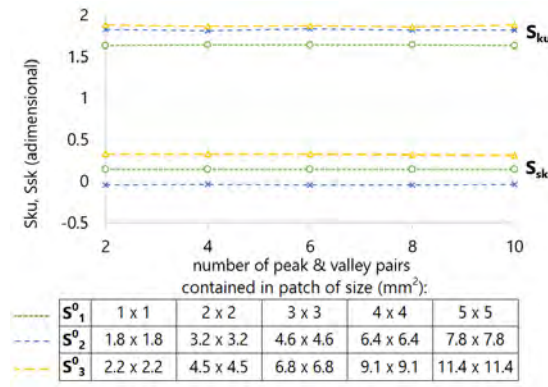 2
1.5
1
0.5
0
-0.5
Sku, Ssk (adimensional)
Sku
Ssk
2 4 6 8 10
number of peak & valley pairs
contained in patch of size (mm²):
S⁰₁ 1 x 1 2 x 2 3 x 3 4 x 4 5 x 5
S⁰₂ 1.8 x 1.8 3.2 x 3.2 4.6 x 4.6 6.4 x 6.4 7.8 x 7.8
S⁰₃ 2.2 x 2.2 4.5 x 4.5 6.8 x 6.8 9.1 x 9.1 11.4 x 11.4